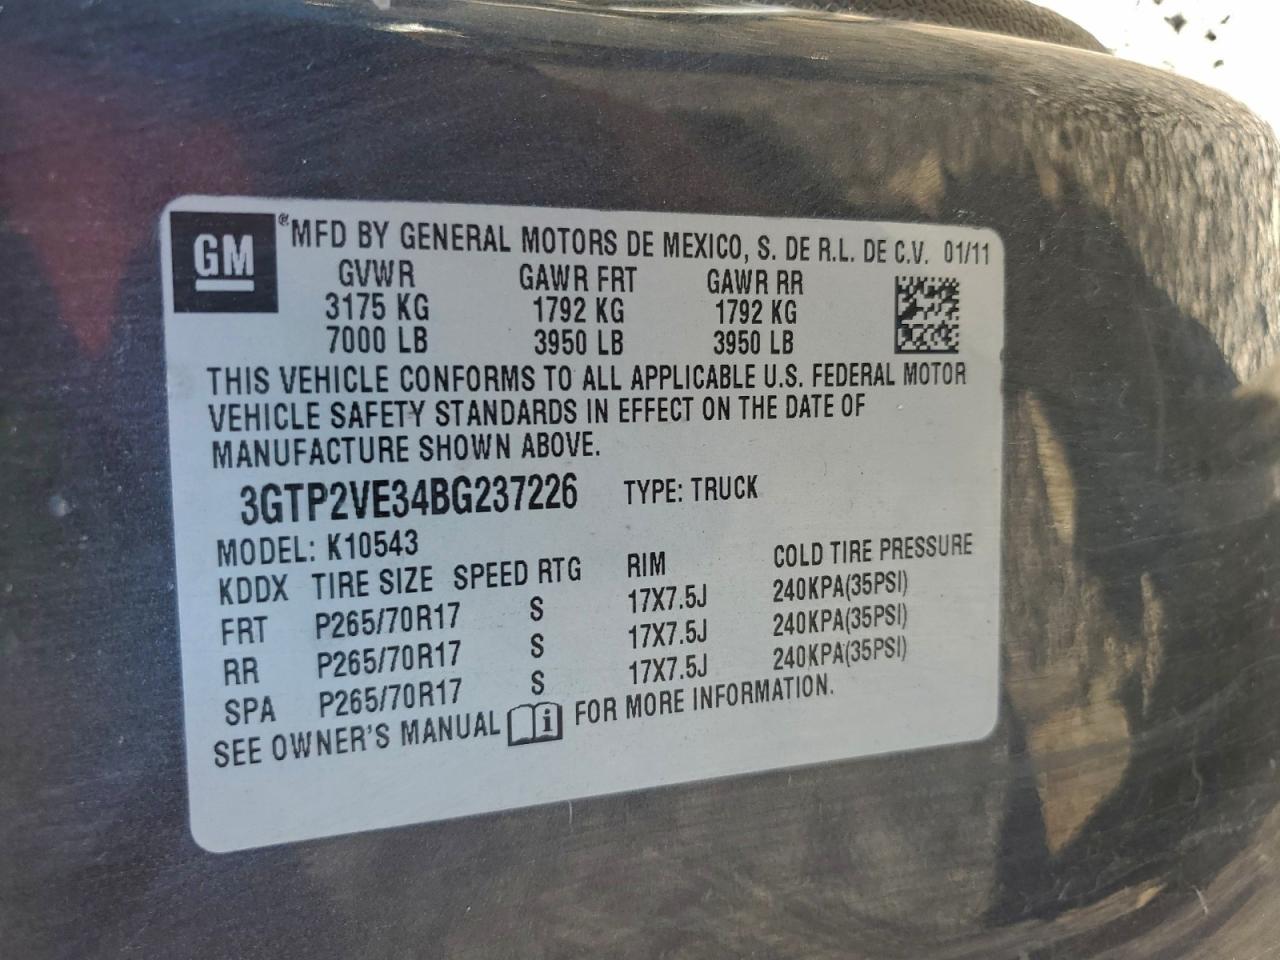 GM
® MFD BY GENERAL MOTORS DE MEXICO, S. DE R.L. DE C.V. 01/11
GVWR GAWR FRT GAWR RR
3175 KG 1792 KG 1792 KG
7000 LB 3950 LB 3950 LB
THIS VEHICLE CONFORMS TO ALL APPLICABLE U.S. FEDERAL MOTOR
VEHICLE SAFETY STANDARDS IN EFFECT ON THE DATE OF
MANUFACTURE SHOWN ABOVE.
3GTP2VE34BG237226 TYPE: TRUCK
MODEL: K10543
KDDX TIRE SIZE SPEED RTG RIM COLD TIRE PRESSURE
FRT P265/70R17 S 17X7.5J 240KPA(35PSI)
RR P265/70R17 S 17X7.5J 240KPA(35PSI)
SPA P265/70R17 S 17X7.5J 240KPA(35PSI)
SEE OWNER'S MANUAL i FOR MORE INFORMATION.